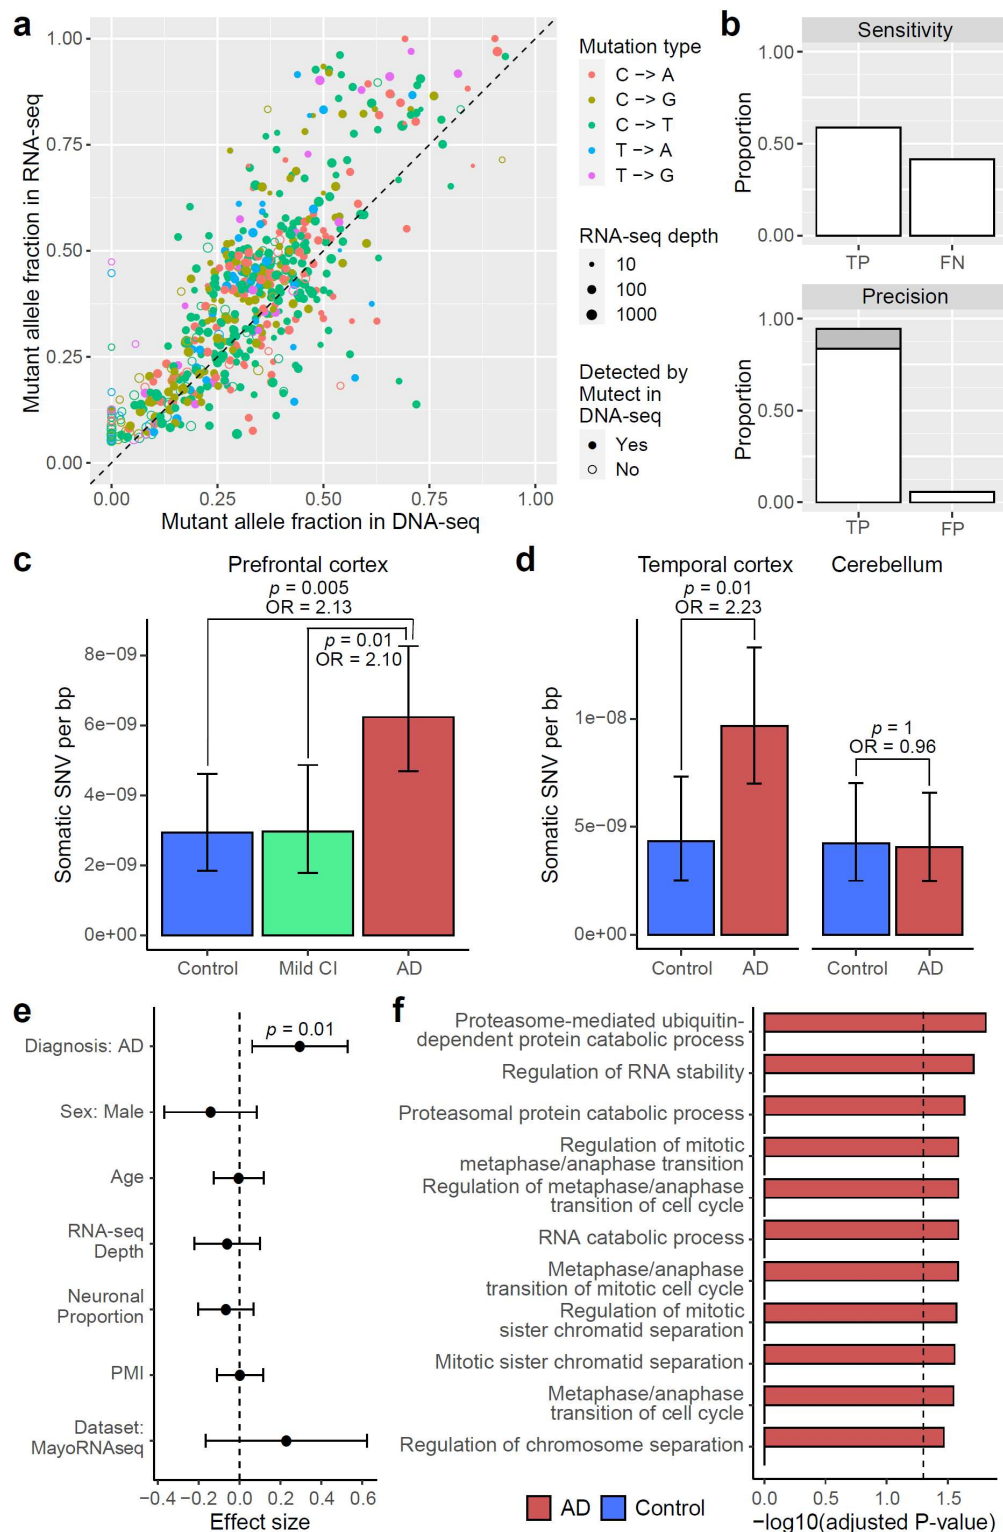 a
1.00
0.75
0.50
0.25
0.00
Mutant allele fraction in RNA-seq
0.00 0.25 0.50 0.75 1.00
Mutant allele fraction in DNA-seq
Mutation type
C -> A
C -> G
C -> T
T -> A
T -> G
RNA-seq depth
10
100
1000
Detected by
Mutect in
DNA-seq
Yes
No
b
Sensitivity
1.00
0.50
0.00
Proportion
TP FN
Precision
1.00
0.50
0.00
Proportion
TP FP
c
Prefrontal cortex
p = 0.005
OR = 2.13
p = 0.01
OR = 2.10
8e−09
6e−09
4e−09
2e−09
0e+00
Somatic SNV per bp
Control Mild CI AD
d
Temporal cortex Cerebellum
p = 0.01
OR = 2.23
p = 1
OR = 0.96
1e−08
5e−09
0e+00
Somatic SNV per bp
Control AD Control AD
e
p = 0.01
Diagnosis: AD
Sex: Male
Age
RNA-seq
Depth
Neuronal
Proportion
PMI
Dataset:
MayoRNAseq
−0.4 −0.2 0.0 0.2 0.4 0.6
Effect size
f
Proteasome-mediated ubiquitin-
dependent protein catabolic process
Regulation of RNA stability
Proteasomal protein catabolic process
Regulation of mitotic
metaphase/anaphase transition
Regulation of metaphase/anaphase
transition of cell cycle
RNA catabolic process
Metaphase/anaphase
transition of mitotic cell cycle
Regulation of mitotic
sister chromatid separation
Mitotic sister chromatid separation
Metaphase/anaphase
transition of cell cycle
Regulation of chromosome separation
0.0 0.5 1.0 1.5
−log10(adjusted P-value)
AD Control